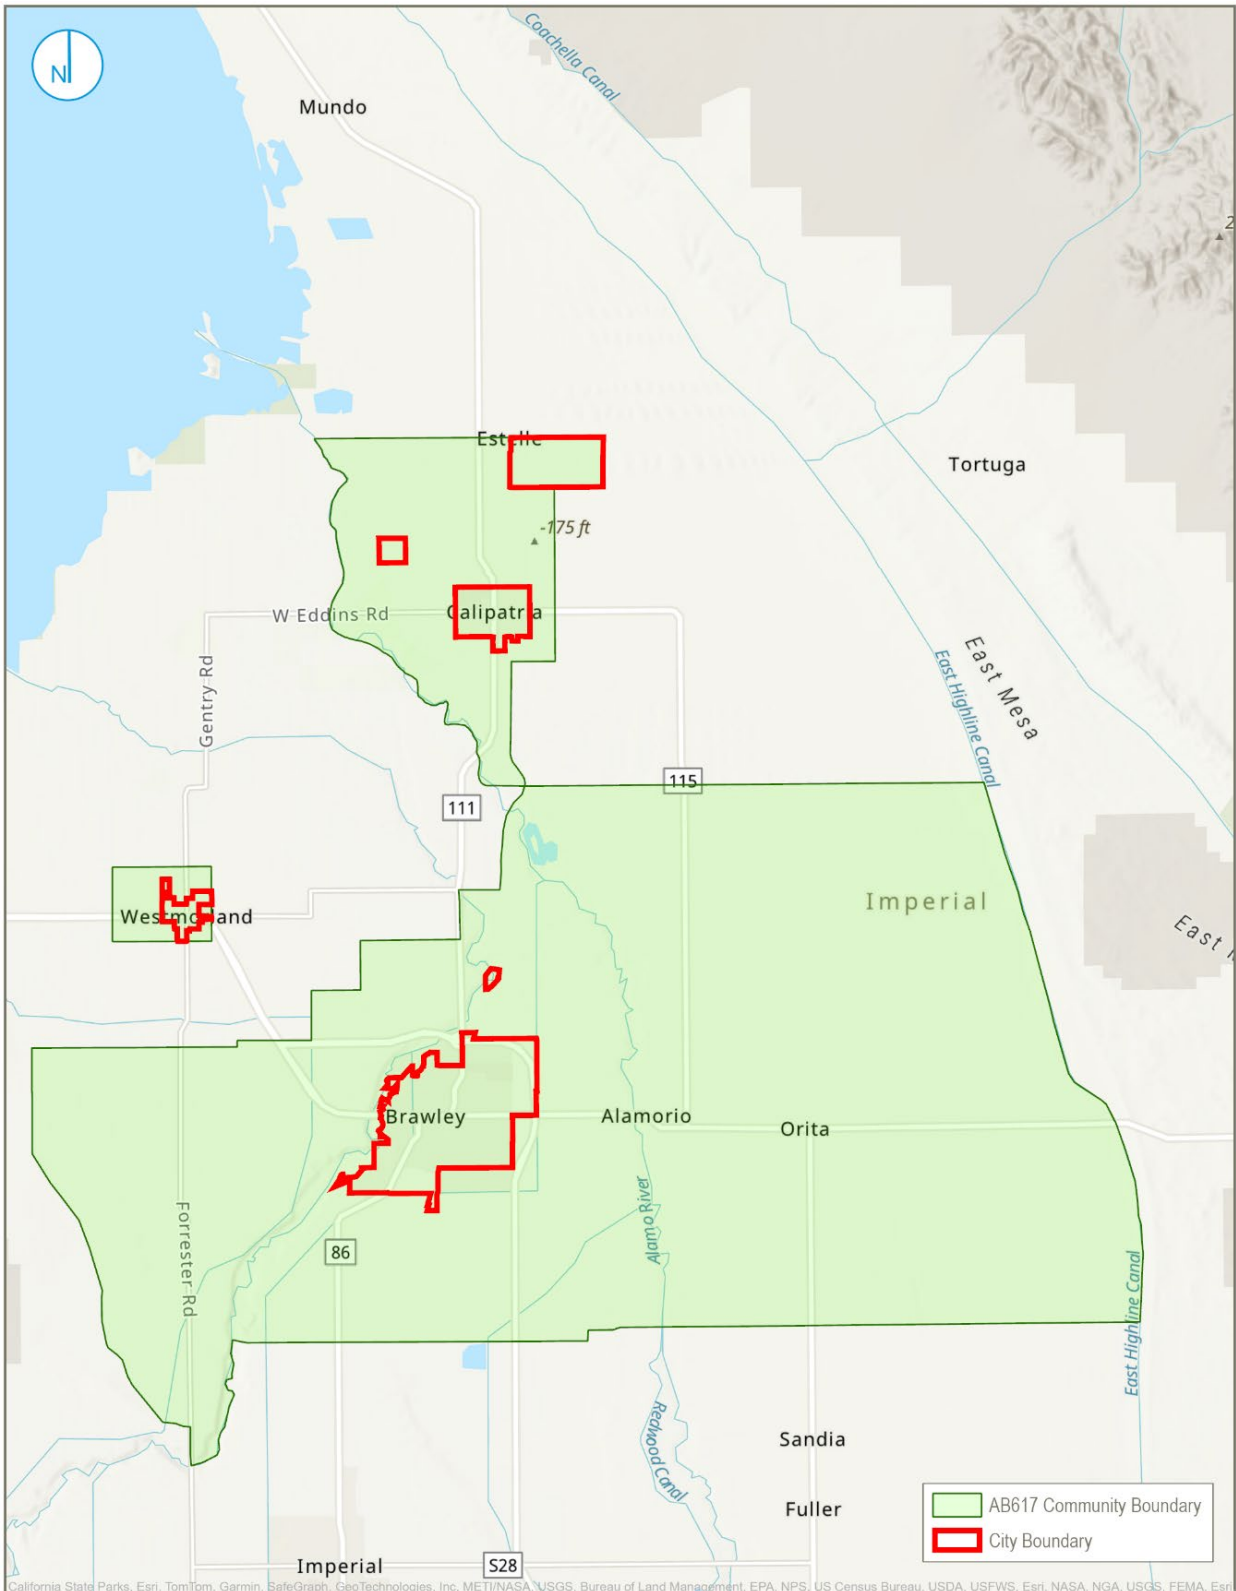 Coachella Canal
N
Mundo
Estelle
Tortuga
-175 ft
W Eddins Rd
Calipatria
East Mesa
East Highline Canal
Gentry Rd
115
111
Imperial
Westmorland
East
Brawley
Alamorio
Orita
Forrester Rd
Alamo River
86
East Highline Canal
Redwood Canal
Sandia
Fuller
AB617 Community Boundary
City Boundary
Imperial
S28
California State Parks, Esri, TomTom, Garmin, SafeGraph, GeoTechnologies, Inc, METI/NASA, USGS, Bureau of Land Management, EPA, NPS, US Census Bureau, USDA, USFWS, Esri, NASA, NGA, USGS, FEMA, Esri